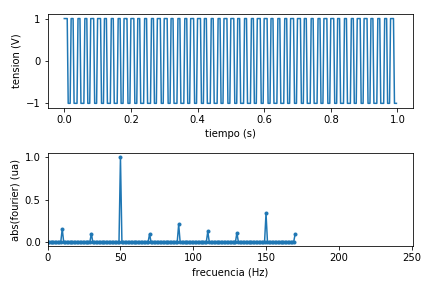 1
0
−1
tension (V)
0.0 0.2 0.4 0.6 0.8 1.0
tiempo (s)
1.0
0.5
0.0
abs(fourier) (ua)
0 50 100 150 200 250
frecuencia (Hz)